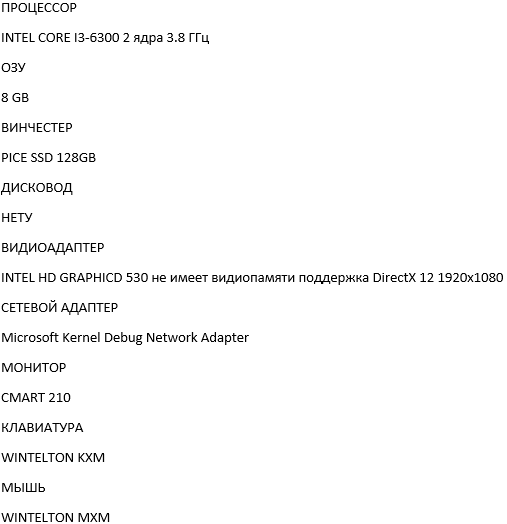 ПРОЦЕССОР
INTEL CORE I3-6300 2 ядра 3.8 ГГц
ОЗУ
8 GB
ВИНЧЕСТЕР
PICE SSD 128GB
ДИСКОВОД
НЕТУ
ВИДИОАДАПТЕР
INTEL HD GRAPHICD 530 не имеет видиопамяти поддержка DirectX 12 1920x1080
СЕТЕВОЙ АДАПТЕР
Microsoft Kernel Debug Network Adapter
МОНИТОР
CMART 210
КЛАВИАТУРА
WINTELTON KXM
МЫШЬ
WINTELTON MXM